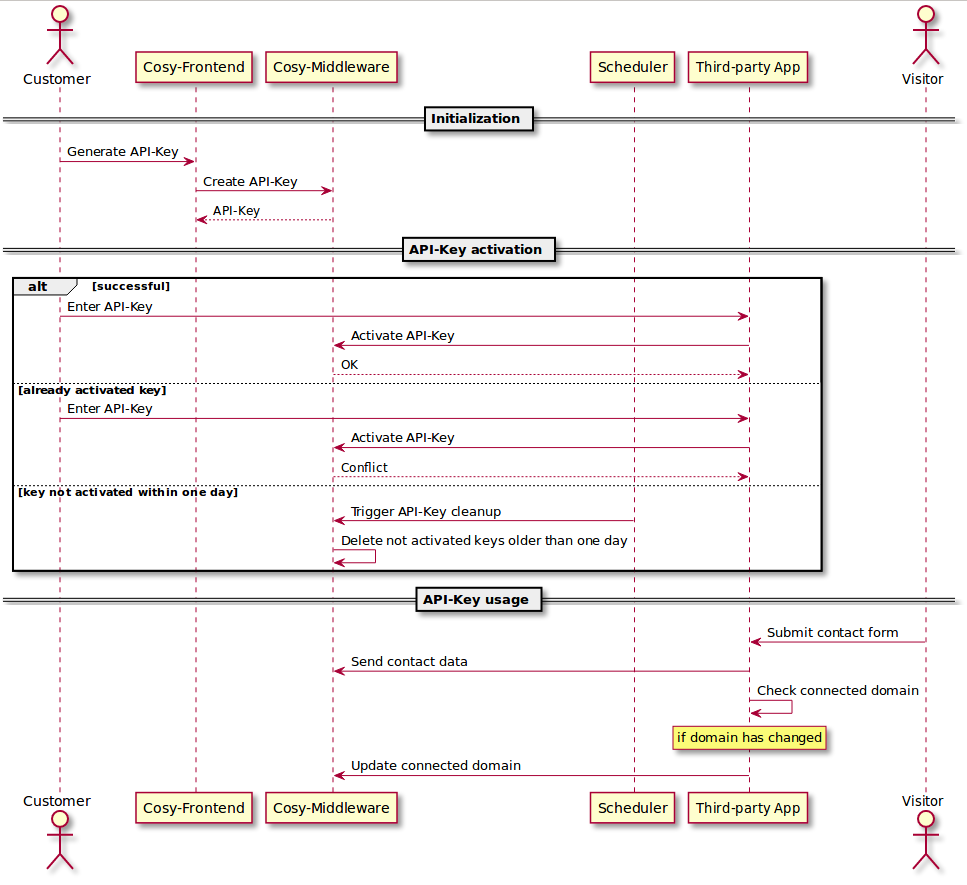 Customer
Cosy-Frontend
Cosy-Middleware
Scheduler
Third-party App
Visitor
Initialization
Generate API-Key
Create API-Key
API-Key
API-Key activation
alt
[successful]
Enter API-Key
Activate API-Key
OK
[already activated key]
Enter API-Key
Activate API-Key
Conflict
[key not activated within one day]
Trigger API-Key cleanup
Delete not activated keys older than one day
API-Key usage
Submit contact form
Send contact data
Check connected domain
if domain has changed
Update connected domain
Customer
Cosy-Frontend
Cosy-Middleware
Scheduler
Third-party App
Visitor